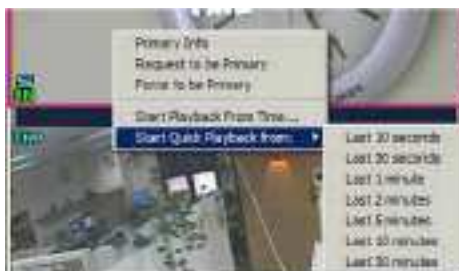 Primary Info
Request to be Primary
Force to be Primary
Start Playback From Time...
Start Quick Playback from:
Last 10 seconds
Last 30 seconds
Last 1 minute
Last 2 minutes
Last 5 minutes
Last 10 minutes
Last 30 minutes